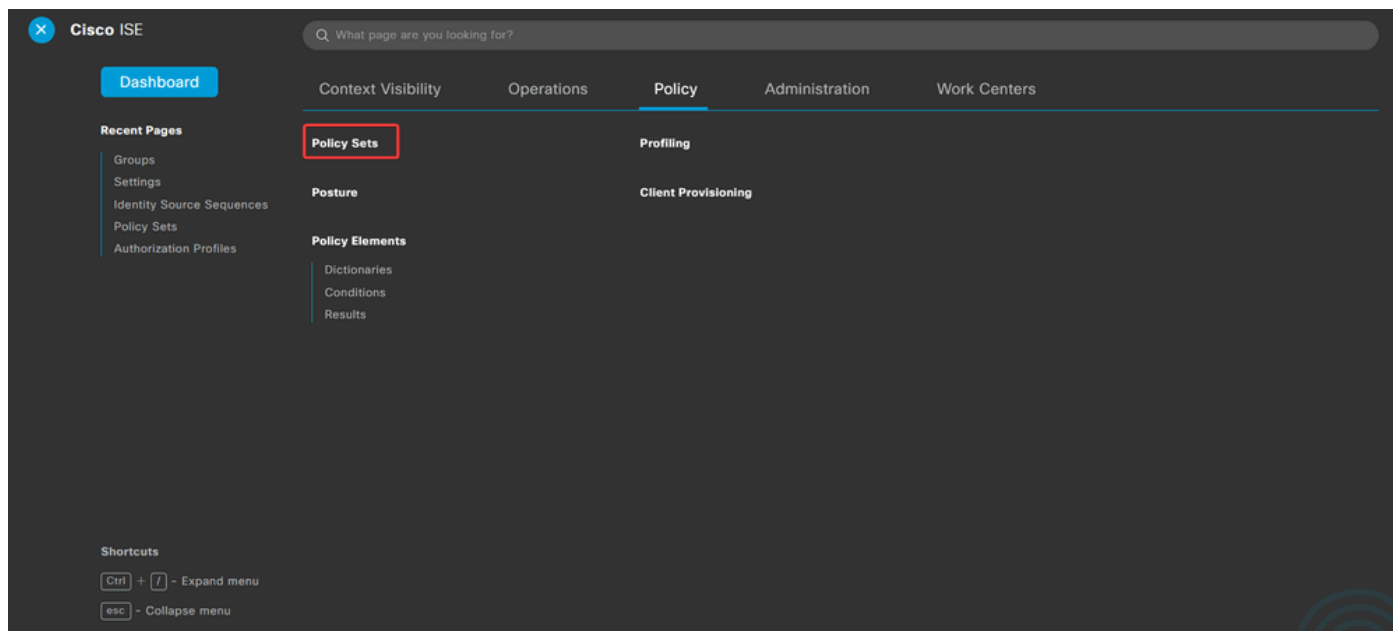 Cisco ISE
What page are you looking for?
Dashboard
Context Visibility
Operations
Policy
Administration
Work Centers
Recent Pages
Groups
Settings
Identity Source Sequences
Policy Sets
Authorization Profiles
Policy Sets
Profiling
Posture
Client Provisioning
Policy Elements
Dictionaries
Conditions
Results
Shortcuts
Ctrl + / - Expand menu
esc - Collapse menu